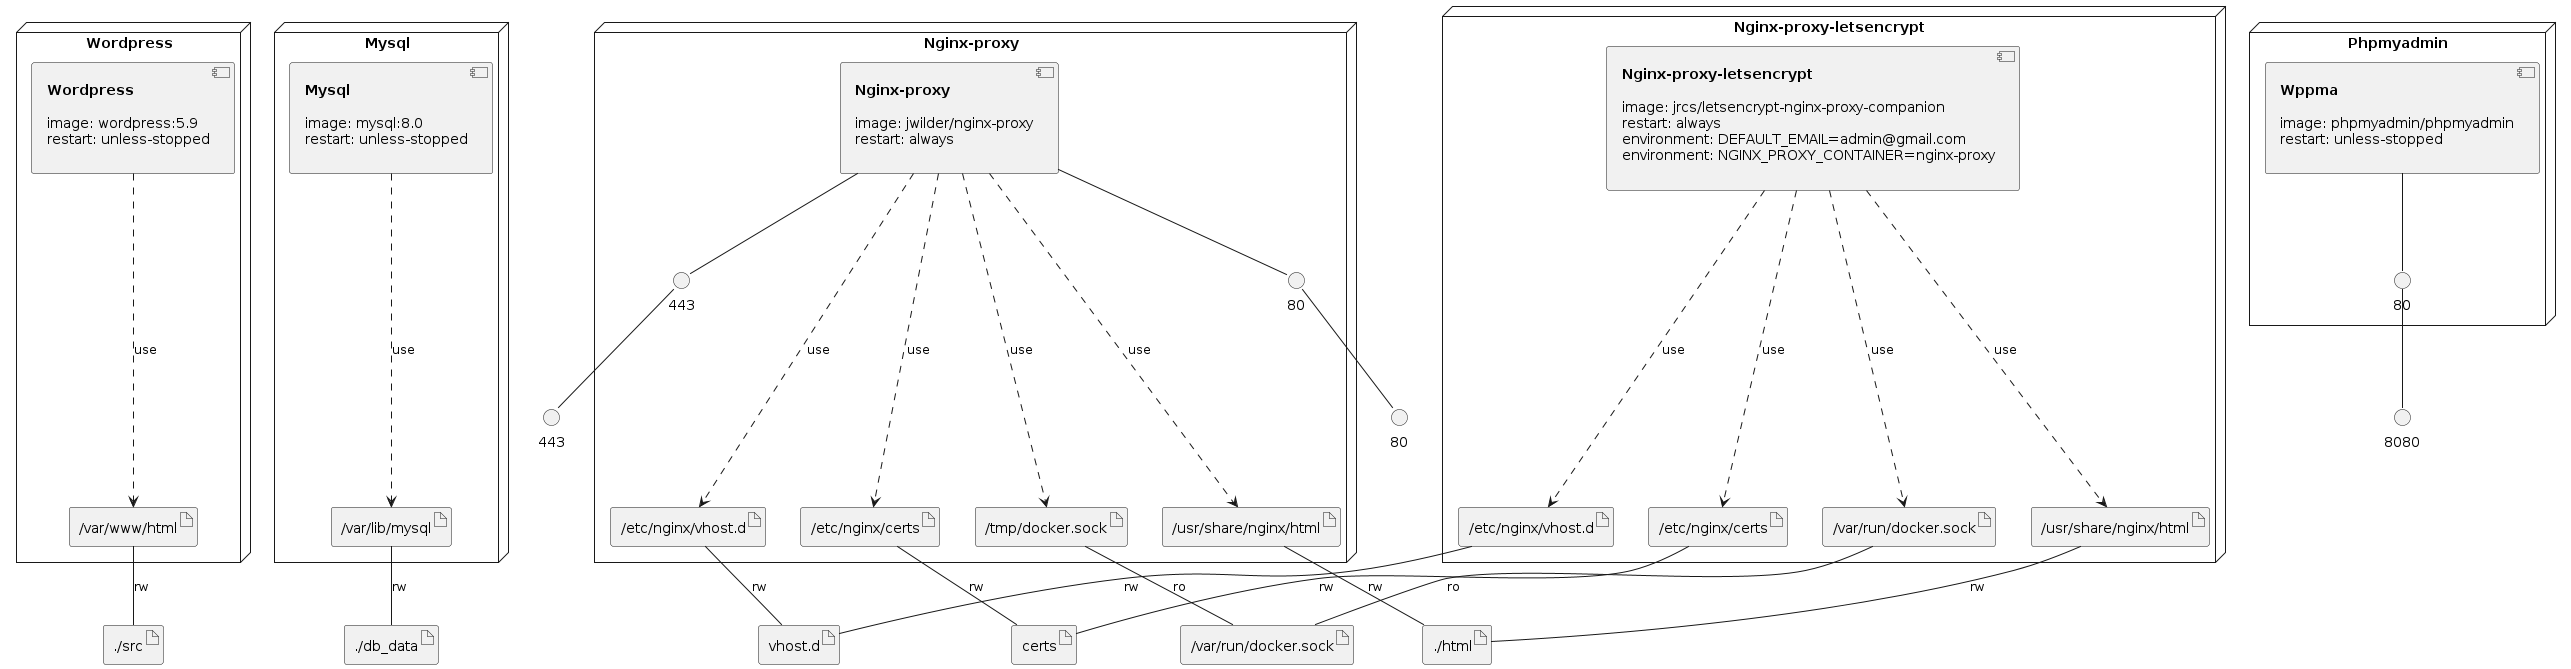 Wordpress
Wordpress
image: wordpress:5.9
restart: unless-stopped
use
/var/www/html
rw
./src
Mysql
Mysql
image: mysql:8.0
restart: unless-stopped
use
/var/lib/mysql
rw
./db_data
Nginx-proxy
Nginx-proxy
image: jwilder/nginx-proxy
restart: always
443
80
use
use
use
use
443
80
/etc/nginx/vhost.d
/etc/nginx/certs
/tmp/docker.sock
/usr/share/nginx/html
Nginx-proxy-letsencrypt
Nginx-proxy-letsencrypt
image: jrcs/letsencrypt-nginx-proxy-companion
restart: always
environment: DEFAULT_EMAIL=admin@gmail.com
environment: NGINX_PROXY_CONTAINER=nginx-proxy
use
use
use
use
/etc/nginx/vhost.d
/etc/nginx/certs
/var/run/docker.sock
/usr/share/nginx/html
rw
rw
rw
ro
rw
rw
ro
rw
vhost.d
certs
/var/run/docker.sock
./html
Phpmyadmin
Wppma
image: phpmyadmin/phpmyadmin
restart: unless-stopped
80
8080